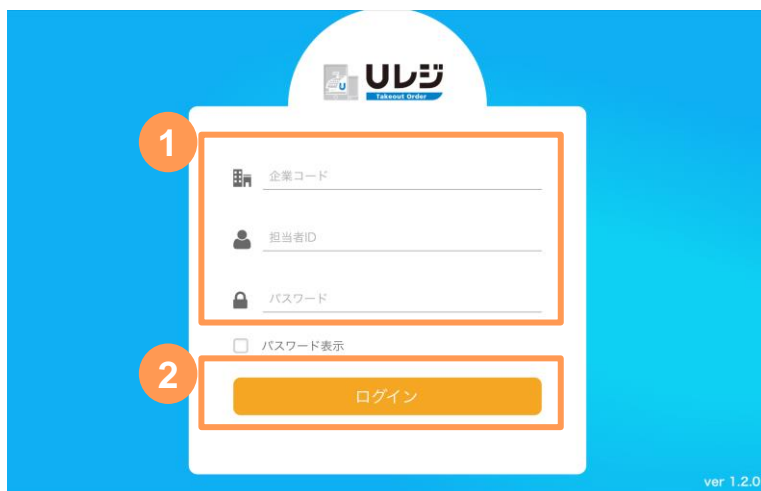 Uレジ
Takeout Order
1
企業コード
担当者ID
パスワード
パスワード表示
2
ログイン
ver 1.2.0